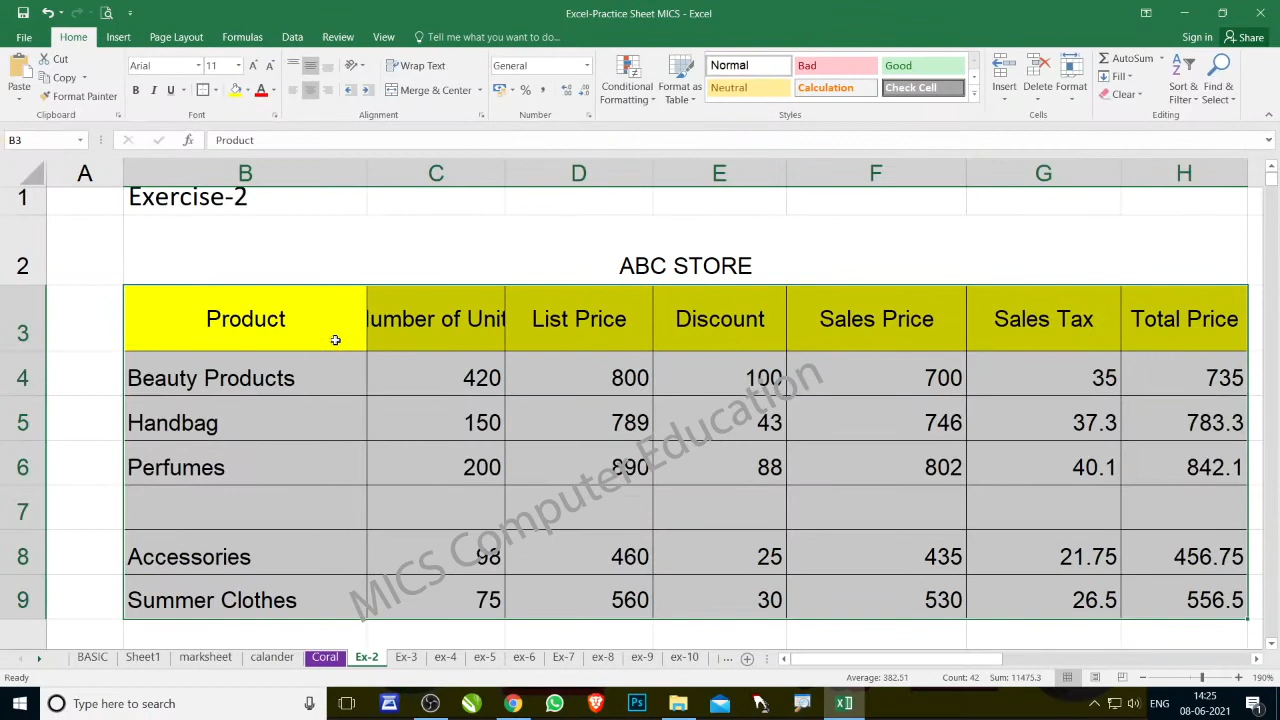 Excel-Practice Sheet MICS - Excel
File Home Insert Page Layout Formulas Data Review View Tell me what you want to do... Sign in Share
Cut
Copy
Format Painter
Paste
Clipboard
Arial 11
B I U A
Font
Wrap Text
Merge & Center
Alignment
General
%
Number
Conditional Formatting
Format as Table
Normal Bad Good
Neutral Calculation Check Cell
Styles
Insert Delete Format
Cells
AutoSum
Fill
Clear
Sort & Filter
Find & Select
Editing
B3 fx Product
A B C D E F G H
1 Exercise-2
2 ABC STORE
3 Product Number of Unit List Price Discount Sales Price Sales Tax Total Price
4 Beauty Products 420 800 100 700 35 735
5 Handbag 150 789 43 746 37.3 783.3
6 Perfumes 200 890 88 802 40.1 842.1
7
8 Accessories 98 460 25 435 21.75 456.75
9 Summer Clothes 75 560 30 530 26.5 556.5
MICS Computer Education
BASIC Sheet1 marksheet calander Coral Ex-2 Ex-3 ex-4 ex-5 ex-6 Ex-7 ex-8 ex-9 ex-10 ...
Ready Average: 382.51 Count: 42 Sum: 11475.3 190%
Type here to search ENG 14:25
08-06-2021